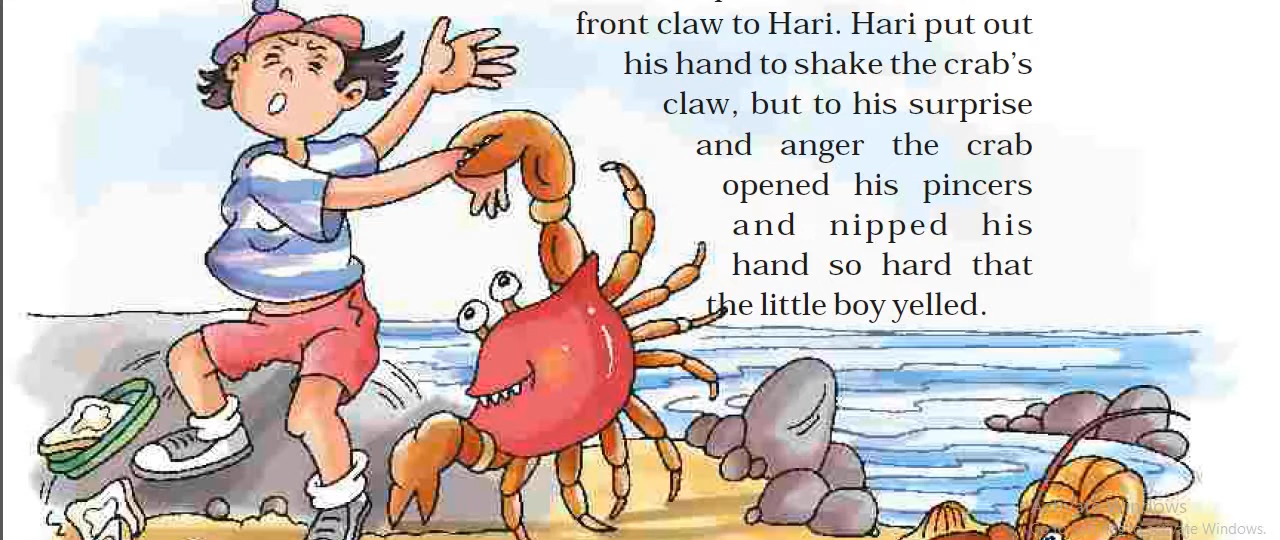 front claw to Hari. Hari put out
his hand to shake the crab's
claw, but to his surprise
and anger the crab
opened his pincers
and nipped his
hand so hard that
the little boy yelled.
Windows.